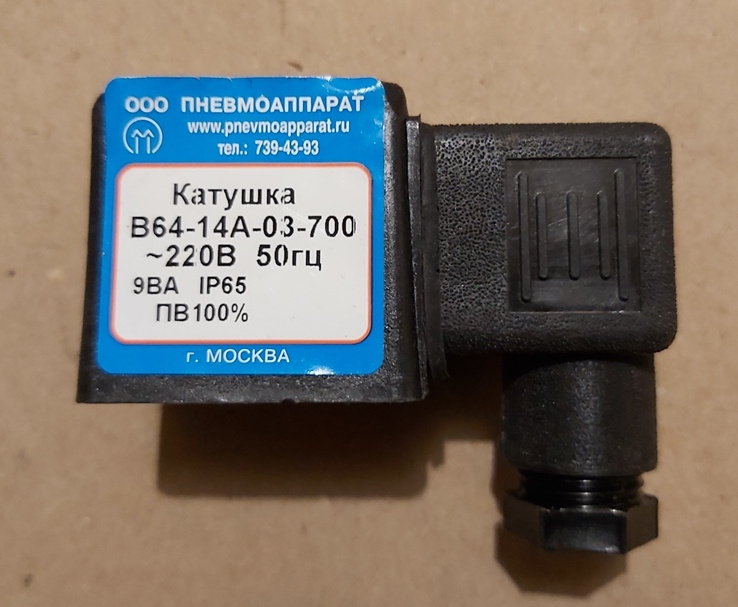 ООО ПНЕВМОАППАРАТ
www.pnevmoapparat.ru
тел.: 739-43-93
Катушка
В64-14А-03-700
~220В 50гц
9ВА IP65
ПВ100%
г. МОСКВА